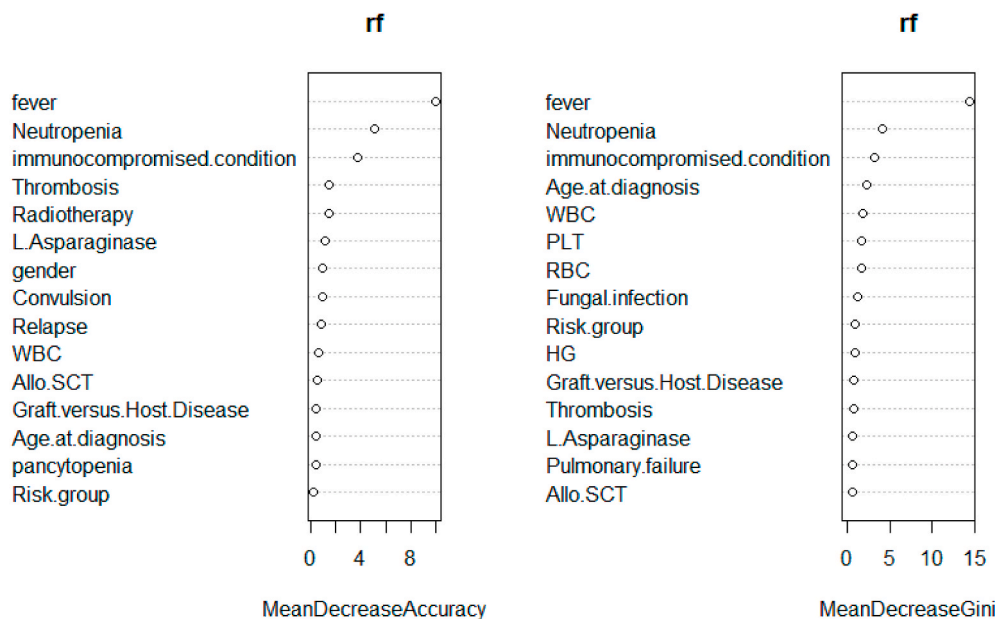 rf
fever
Neutropenia
immunocompromised.condition
Thrombosis
Radiotherapy
L.Asparaginase
gender
Convulsion
Relapse
WBC
Allo.SCT
Graft.versus.Host.Disease
Age.at.diagnosis
pancytopenia
Risk.group
0 4 8
MeanDecreaseAccuracy
rf
fever
Neutropenia
immunocompromised.condition
Age.at.diagnosis
WBC
PLT
RBC
Fungal.infection
Risk.group
HG
Graft.versus.Host.Disease
Thrombosis
L.Asparaginase
Pulmonary.failure
Allo.SCT
0 5 10 15
MeanDecreaseGini